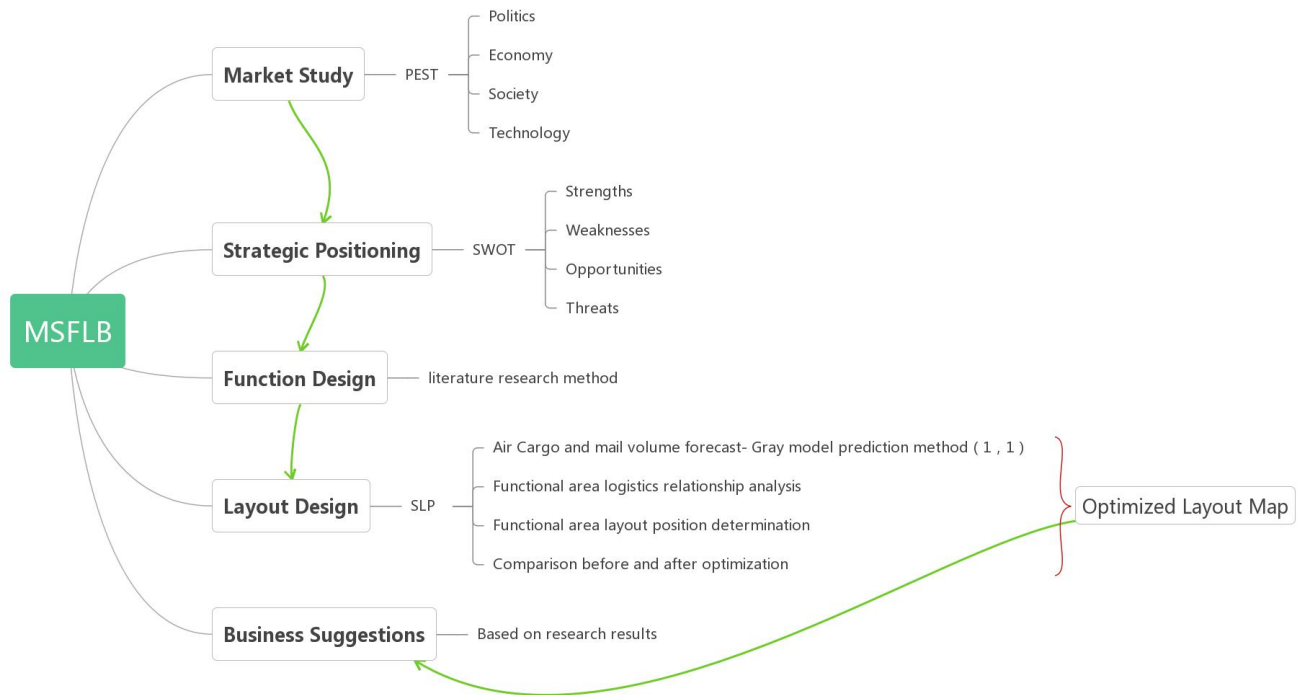 MSFLB
Market Study
PEST
Politics
Economy
Society
Technology
Strategic Positioning
SWOT
Strengths
Weaknesses
Opportunities
Threats
Function Design
literature research method
Layout Design
SLP
Air Cargo and mail volume forecast- Gray model prediction method ( 1 , 1 )
Functional area logistics relationship analysis
Functional area layout position determination
Comparison before and after optimization
Optimized Layout Map
Business Suggestions
Based on research results